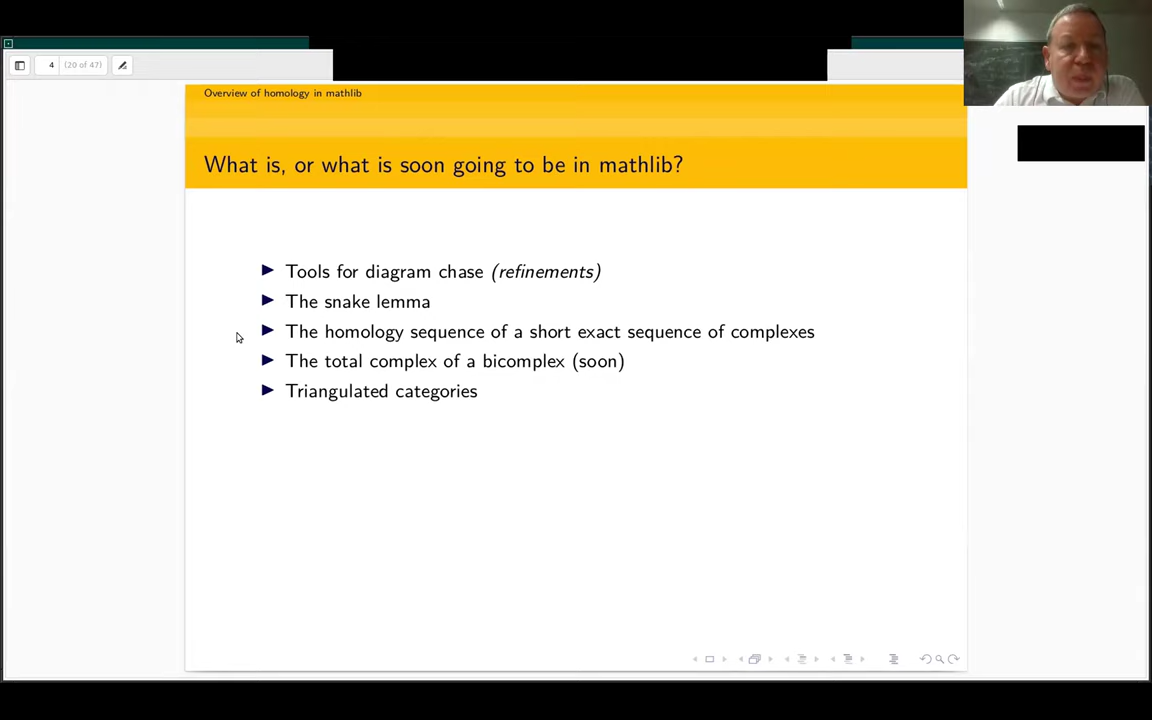 4 (20 of 47)
Overview of homology in mathlib
What is, or what is soon going to be in mathlib?
Tools for diagram chase (refinements)
The snake lemma
The homology sequence of a short exact sequence of complexes
The total complex of a bicomplex (soon)
Triangulated categories